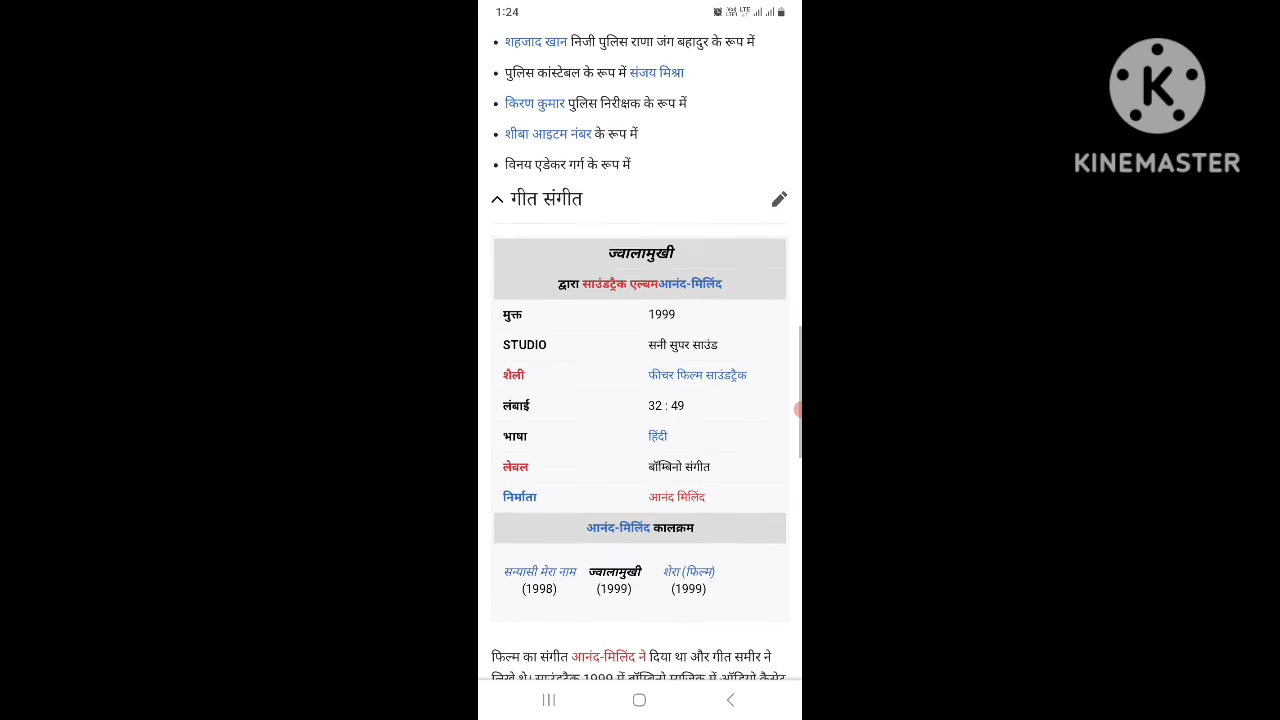 1:24
शहजाद खान निजी पुलिस राणा जंग बहादुर के रूप में
पुलिस कांस्टेबल के रूप में संजय मिश्रा
किरण कुमार पुलिस निरीक्षक के रूप में
शीबा आइटम नंबर के रूप में
विनय एडेकर गर्ग के रूप में
गीत संगीत
ज्वालामुखी
द्वारा साउंडट्रैक एल्बमआनंद-मिलिंद
मुक्त 1999
STUDIO सनी सुपर साउंड
शैली फीचर फिल्म साउंडट्रैक
लंबाई 32 : 49
भाषा हिंदी
लेबल बॉम्बिनो संगीत
निर्माता आनंद मिलिंद
आनंद-मिलिंद कालक्रम
सन्यासी मेरा नाम ज्वालामुखी शेरा (फिल्म)
(1998) (1999) (1999)
फिल्म का संगीत आनंद-मिलिंद ने दिया था और गीत समीर ने
K
KINEMASTER